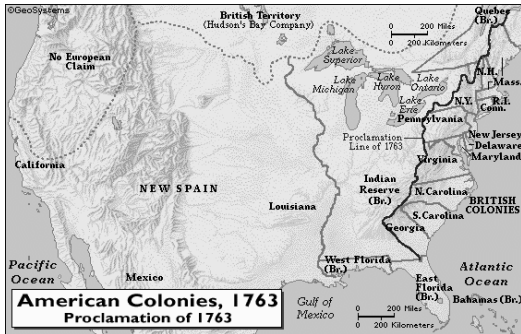 ©GeoSystems
British Territory
(Hudson's Bay Company)
200 Miles
0
200 Kilometers
Quebec
(Br.)
No European
Claim
Lake
Superior
Lake
Michigan
Lake
Huron
Lake
Ontario
Lake
Erie
N.H.
Mass.
N.Y.
R.I.
Conn.
Pennsylvania
Proclamation
Line of 1763
New Jersey
Delaware
Maryland
California
Virginia
NEW SPAIN
Indian
Reserve
(Br.)
Louisiana
N. Carolina
BRITISH
COLONIES
S. Carolina
Georgia
West Florida
(Br.)
Pacific
Ocean
Mexico
East
Florida
(Br.)
Atlantic
Ocean
Bahamas (Br.)
Gulf of
Mexico
0 200 Miles
0 200 Kilometers
American Colonies, 1763
Proclamation of 1763